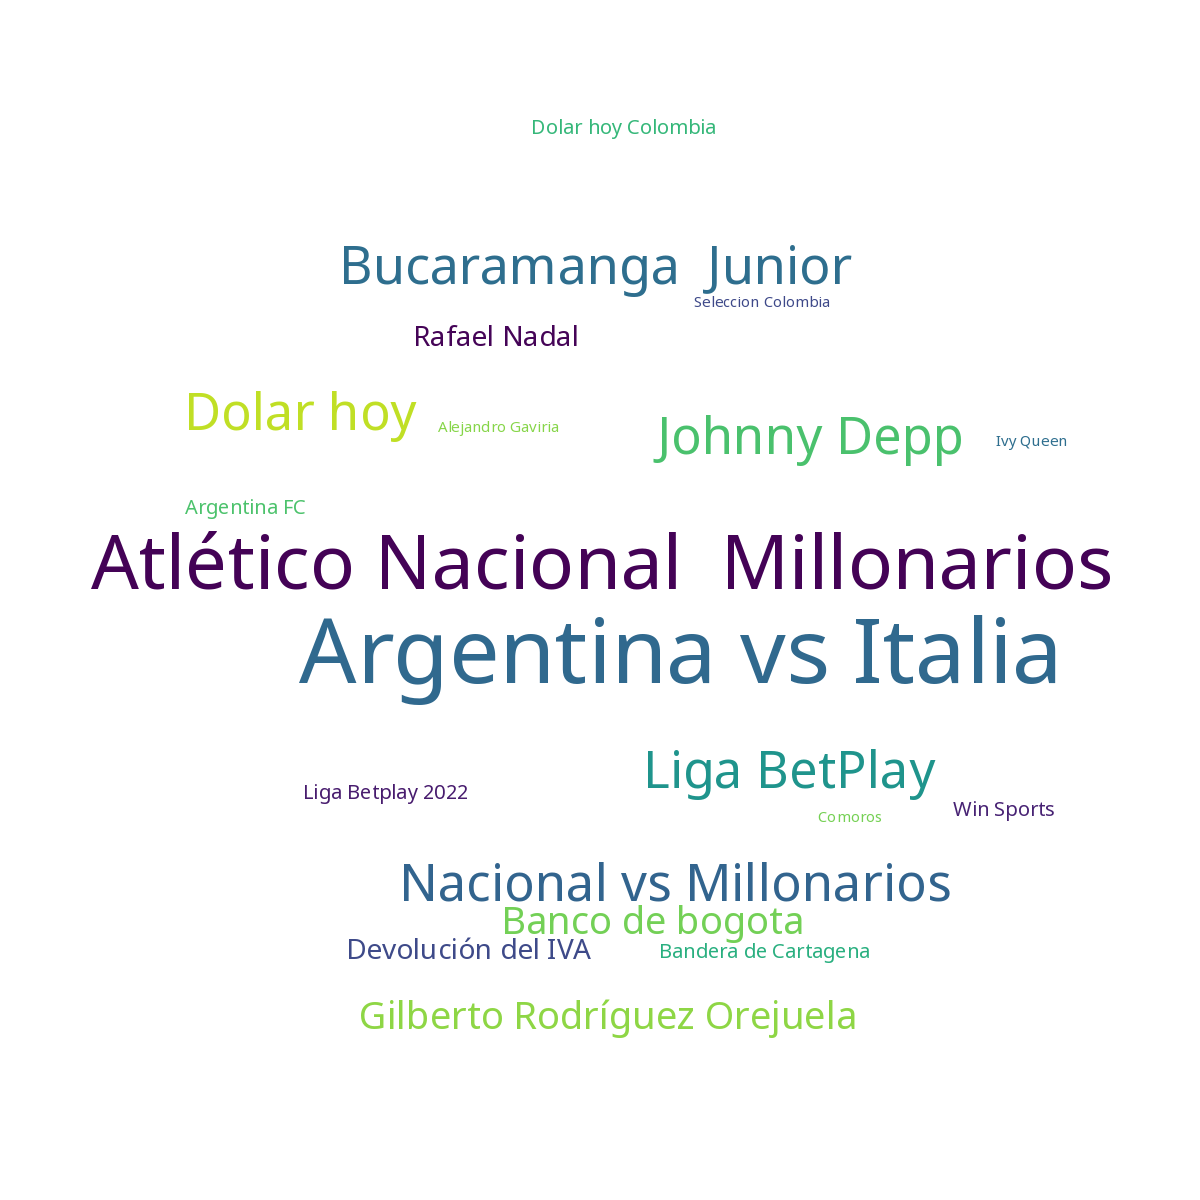 Dolar hoy Colombia
Bucaramanga Junior
Seleccion Colombia
Rafael Nadal
Dolar hoy
Alejandro Gaviria
Johnny Depp
Ivy Queen
Argentina FC
Atlético Nacional Millonarios
Argentina vs Italia
Liga BetPlay
Liga Betplay 2022
Win Sports
Comoros
Nacional vs Millonarios
Banco de bogota
Devolución del IVA
Bandera de Cartagena
Gilberto Rodríguez Orejuela